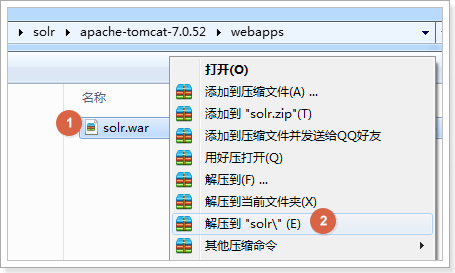 solr ▸ apache-tomcat-7.0.52 ▸ webapps
名称
1
solr.war
打开(O)
添加到压缩文件(A) ...
添加到 "solr.zip"(T)
添加到压缩文件并发送给QQ好友
用好压打开(Q)
解压到(F) ...
解压到当前文件夹(X)
解压到 "solr\" (E)
2
其他压缩命令